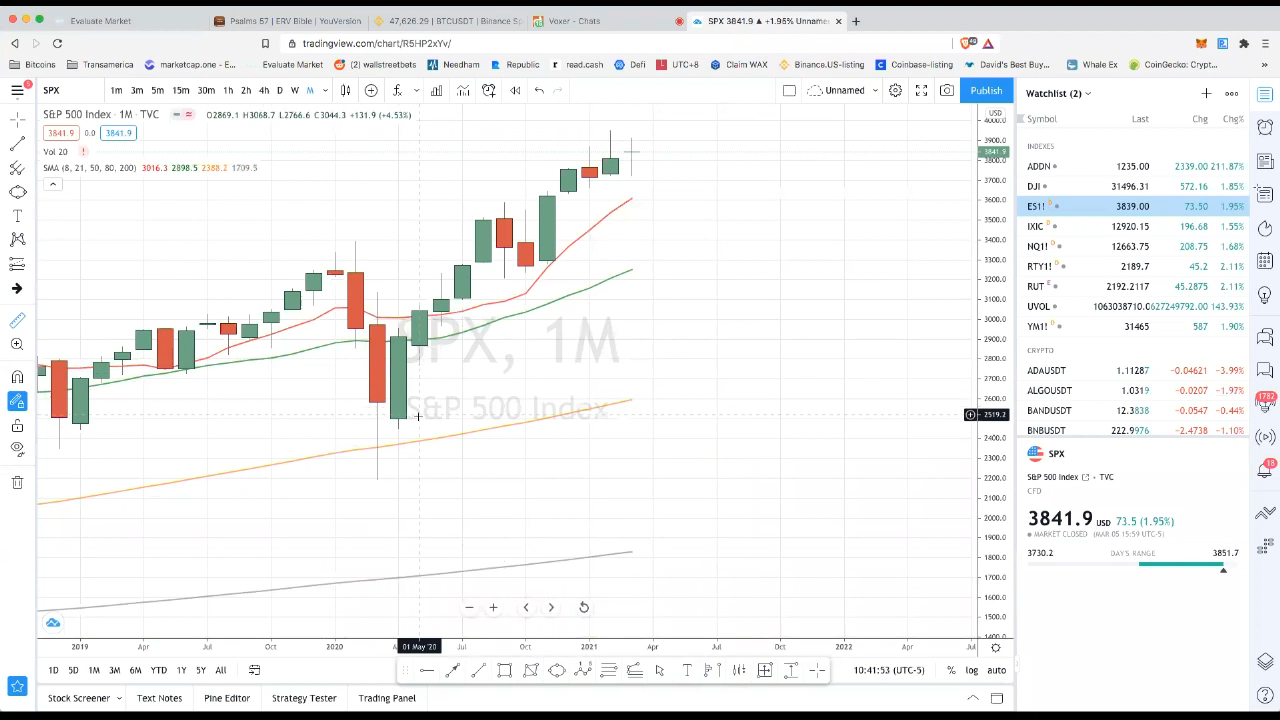 Evaluate Market
Psalms 57 | ERV Bible | YouVersion
47,626.29 | BTCUSDT | Binance Sp
Voxer - Chats
SPX 3841.9 ▲ +1.95% Unname
tradingview.com/chart/R5HP2xYv/
Bitcoins
Transamerica
marketcap.one - E...
Evaluate Market
[2] wallstreetbets
Needham
Republic
read.cash
Defi
UTC+8
Claim WAX
Binance.US-listing
Coinbase-listing
David's Best Buy...
Whale Ex
CoinGecko: Crypt...
SPX
1m 3m 5m 15m 30m 1h 2h 4h D W M
Unnamed
Publish
S&P 500 Index · 1M · TVC
O2869.1 H3068.7 L2766.6 C3044.3 +131.9 (+4.53%)
3841.9 0.0 3841.9
Vol 20
SMA (8, 21, 50, 80, 200) 3016.3 2898.5 2388.2 1709.5
SPX, 1M
S&P 500 Index
USD
4000.0
3900.0
3841.9
3800.0
3700.0
3600.0
3500.0
3400.0
3300.0
3200.0
3100.0
3000.0
2900.0
2800.0
2700.0
2600.0
2519.2
2400.0
2300.0
2200.0
2100.0
2000.0
1900.0
1800.0
1700.0
1600.0
1500.0
1400.0
2019 Apr Jul Oct 2020 01 May '20 Jul Oct 2021 Apr Jul Oct 2022 Apr Jul
1D 5D 1M 3M 6M YTD 1Y 5Y All
10:41:53 (UTC-5)
% log auto
Stock Screener
Text Notes
Pine Editor
Strategy Tester
Trading Panel
Watchlist (2)
Symbol Last Chg Chg%
INDEXES
ADDN 1235.00 2339.00 211.87%
DJI 31496.31 572.16 1.85%
ES1! D 3839.00 73.50 1.95%
IXIC 12920.15 196.68 1.55%
NQ1! D 12663.75 208.75 1.68%
RTY1! D 2189.7 45.2 2.11%
RUT E 2192.2117 45.2875 2.11%
UVOL 1063038710.0 627249792.00 143.93%
YM1! D 31465 587 1.90%
CRYPTO
ADAUSDT 1.11287 -0.04621 -3.99%
ALGOUSDT 1.0319 -0.0207 -1.97%
BANDUSDT 12.3838 -0.0547 -0.44%
BNBUSDT 222.9976 -2.4738 -1.10%
SPX
S&P 500 Index · TVC
CFD
3841.9 USD 73.5 (1.95%)
MARKET CLOSED (MAR 05 15:59 UTC-5)
3730.2 DAY'S RANGE 3851.7
1782
18